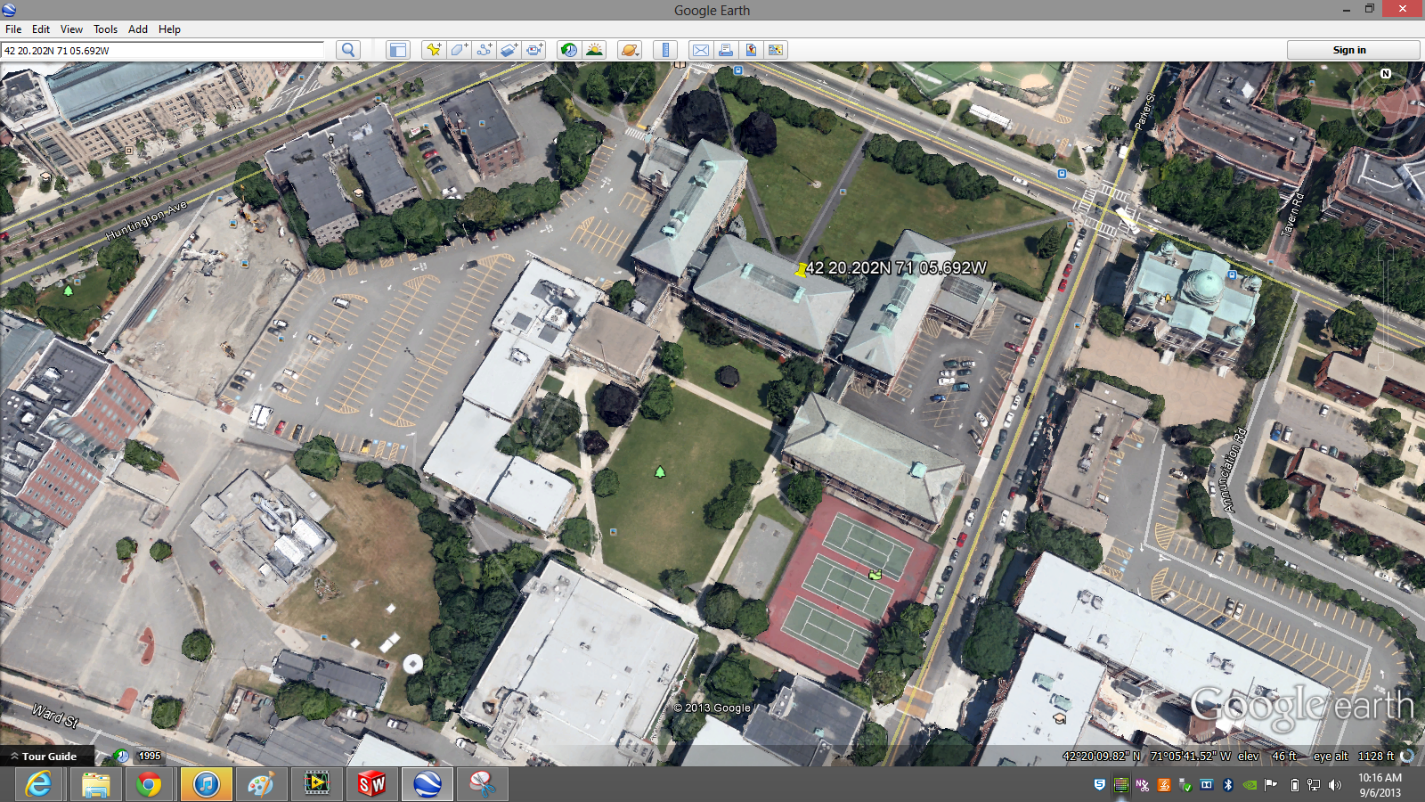 Google Earth
File Edit View Tools Add Help
42 20.202N 71 05.692W
Sign in
N
Parker St
Huntington Ave
Tavern Rd
42 20.202N 71 05.692W
Annunciation Rd
Ward St
© 2013 Google
Google earth
Tour Guide
1995
42°20'09.82" N 71°05'41.52" W elev 46 ft eye alt 1128 ft
SW
10:16 AM
9/6/2013